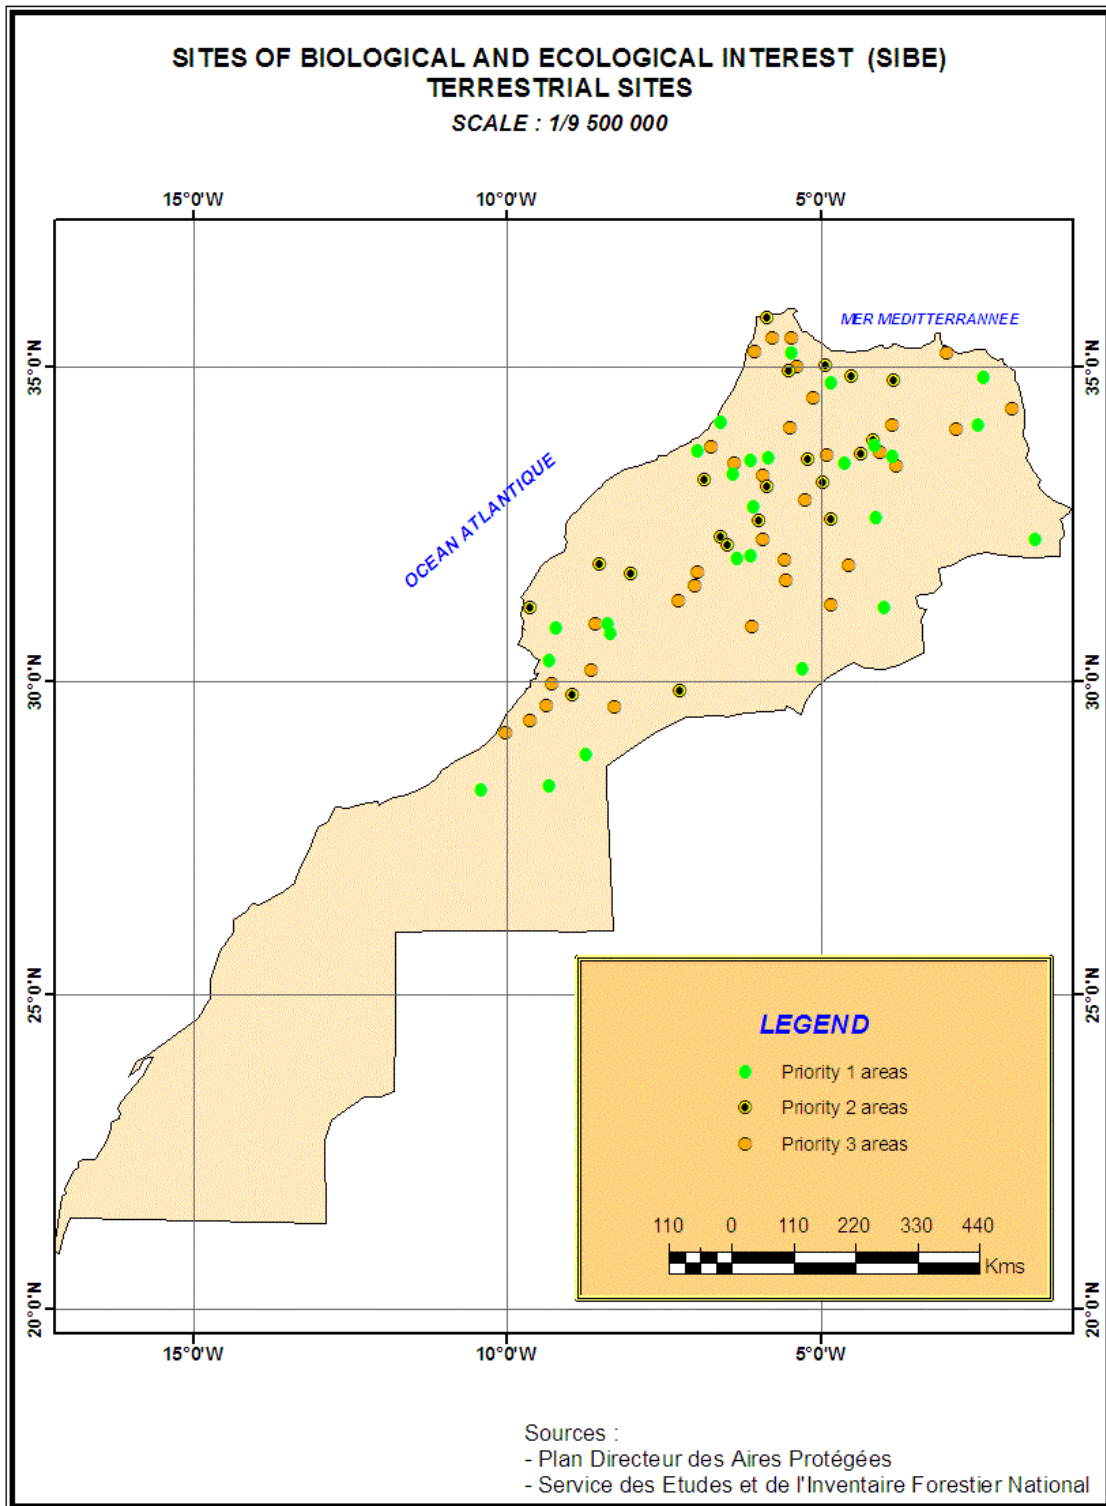 SITES OF BIOLOGICAL AND ECOLOGICAL INTEREST (SIBE)
TERRESTRIAL SITES
SCALE : 1/9 500 000
15°0'W 10°0'W 5°0'W
MER MEDITTERRANNEE
35°0'N 35°0'N
OCEAN ATLANTIQUE
30°0'N 30°0'N
25°0'N 25°0'N
LEGEND
Priority 1 areas
Priority 2 areas
Priority 3 areas
110 0 110 220 330 440
Kms
20°0'N 20°0'N
15°0'W 10°0'W 5°0'W
Sources :
- Plan Directeur des Aires Protégées
- Service des Etudes et de l'Inventaire Forestier National